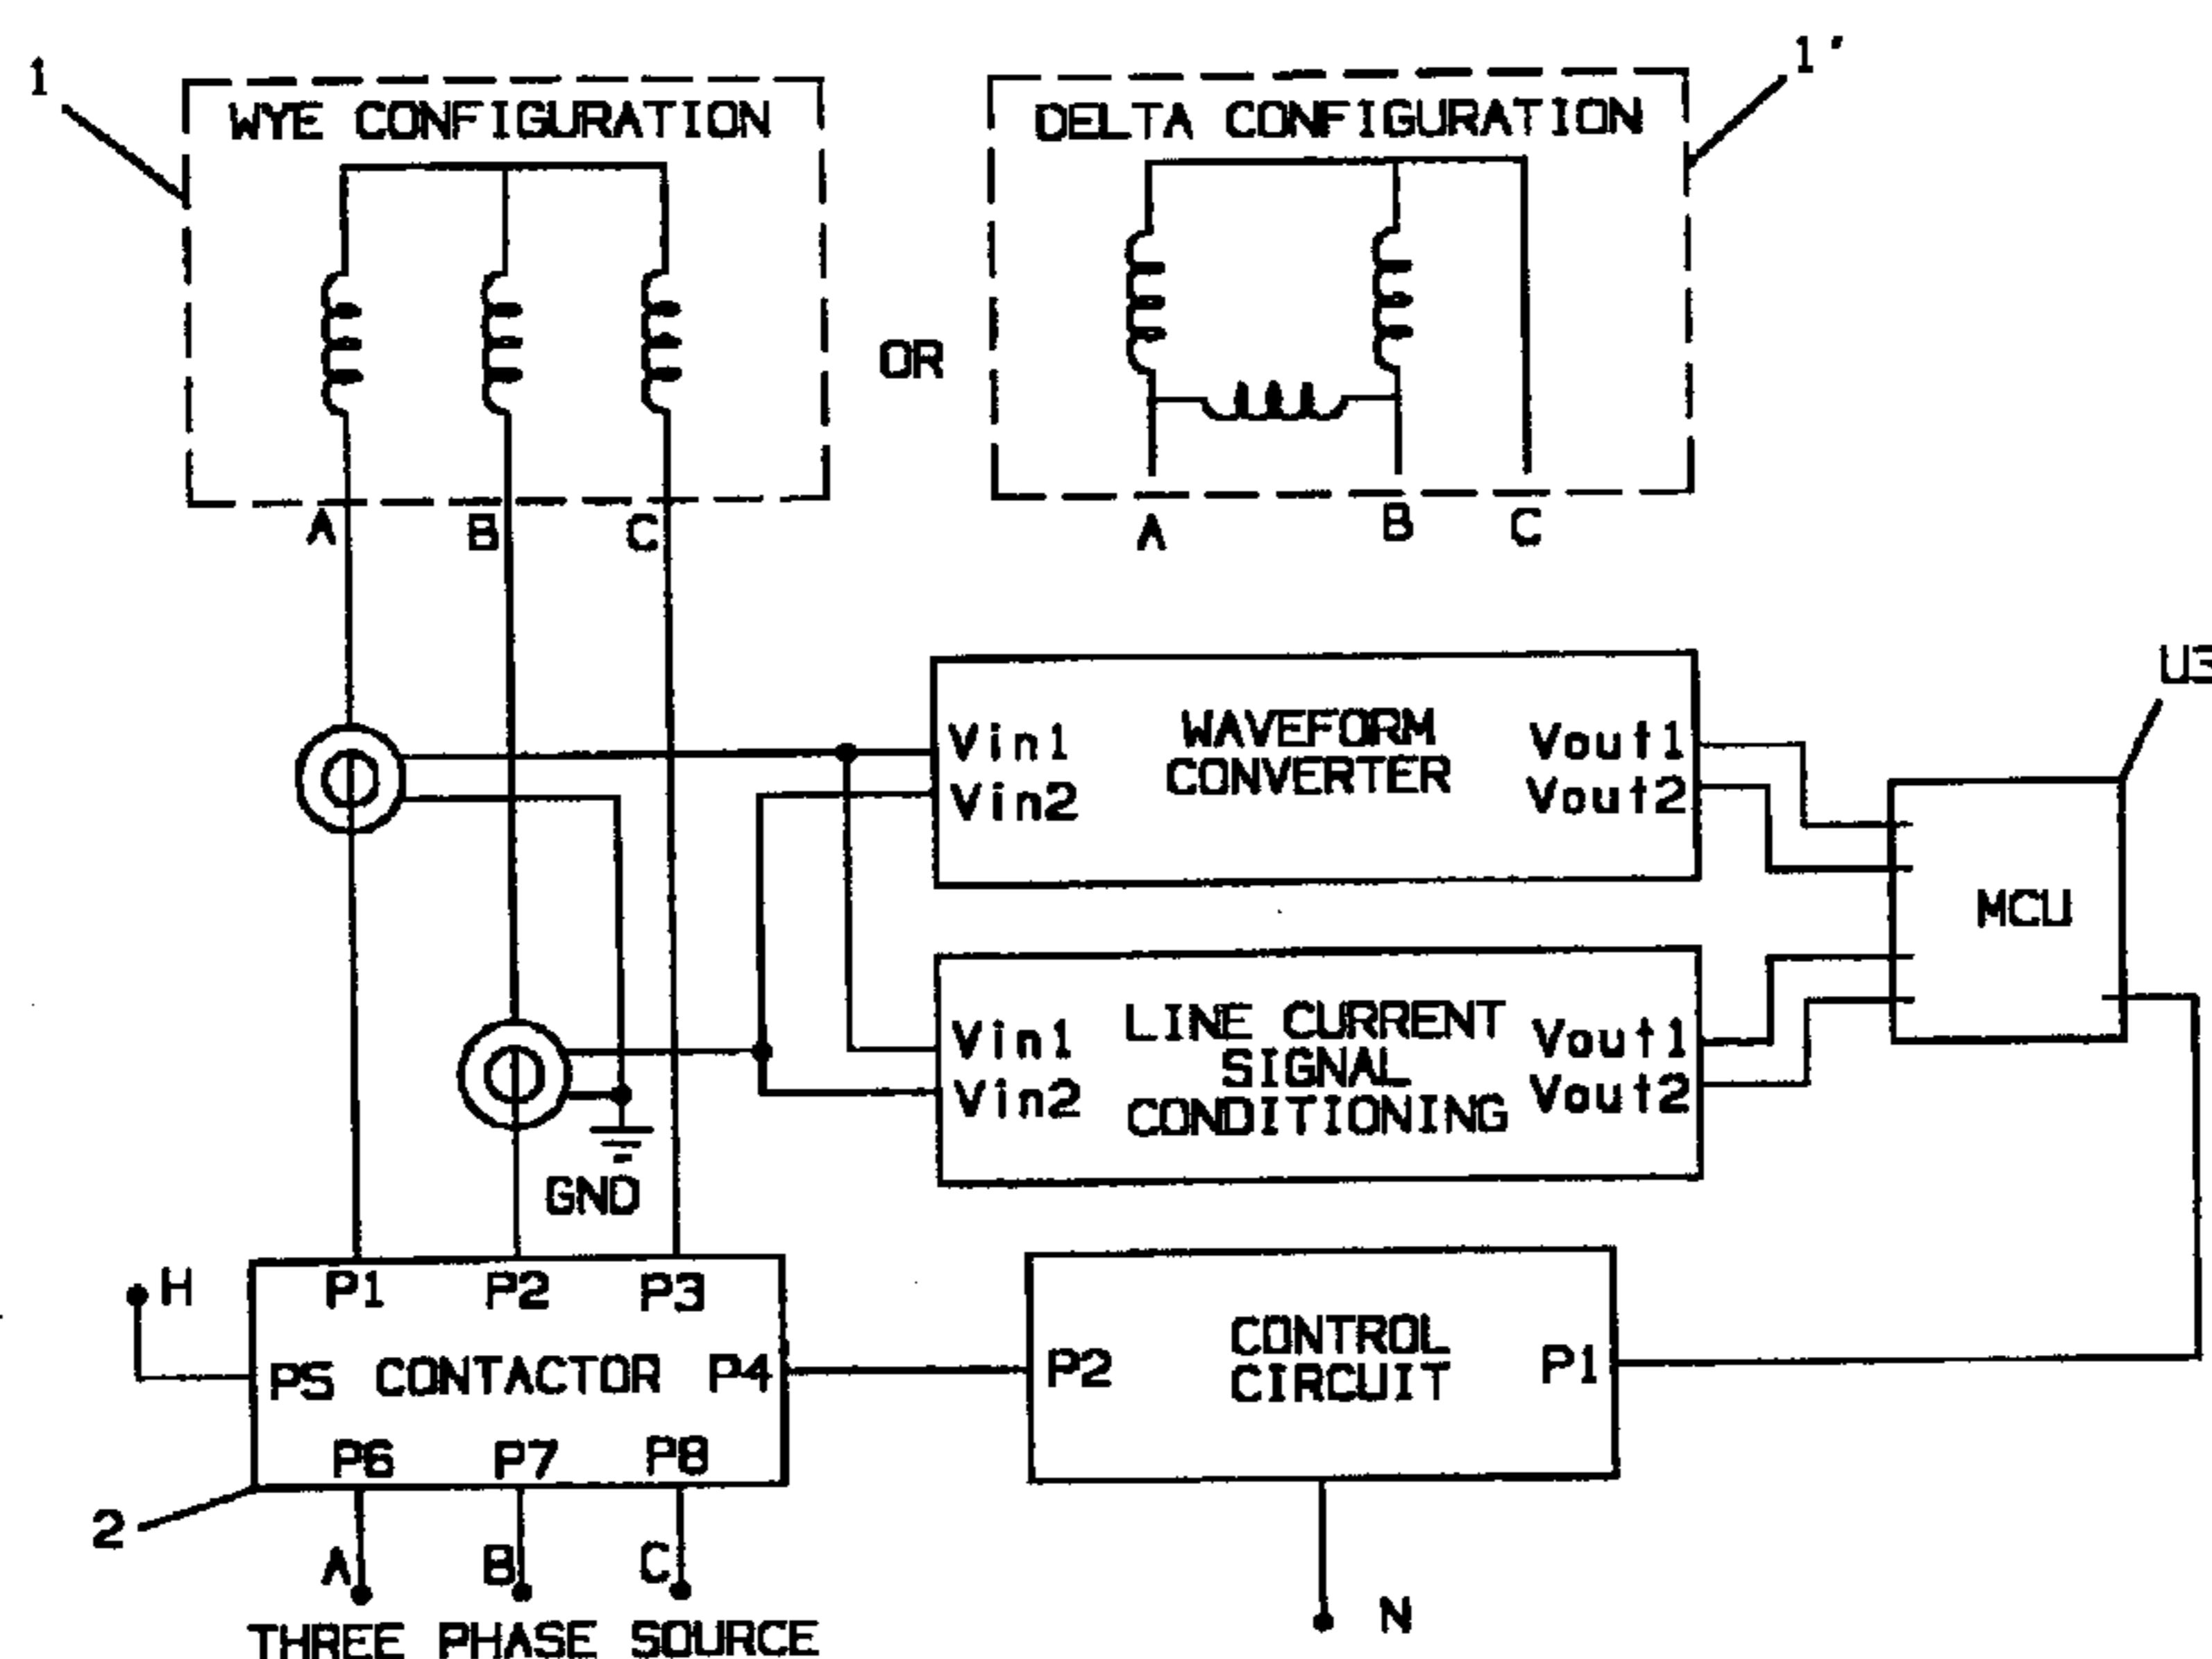 1
WYE CONFIGURATION
OR
DELTA CONFIGURATION
1'
A B C
A B C
Vin1 WAVEFORM Vout1
Vin2 CONVERTER Vout2
U3
MCU
Vin1 LINE CURRENT Vout1
Vin2 SIGNAL Vout2
CONDITIONING
GND
H
P1 P2 P3
P5 CONTACTOR P4
P6 P7 P8
2
P2 CONTROL P1
CIRCUIT
A B C
N
THREE PHASE SOURCE